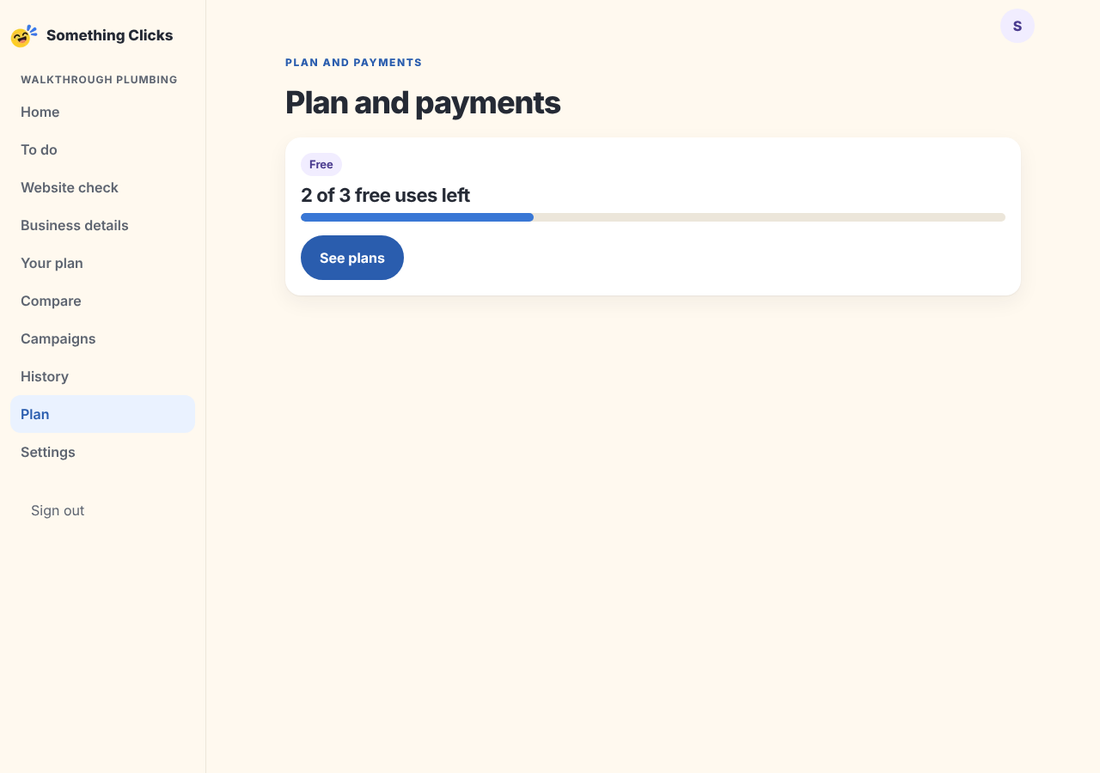 Something Clicks
WALKTHROUGH PLUMBING
Home
To do
Website check
Business details
Your plan
Compare
Campaigns
History
Plan
Settings
Sign out
S
PLAN AND PAYMENTS
Plan and payments
Free
2 of 3 free uses left
See plans